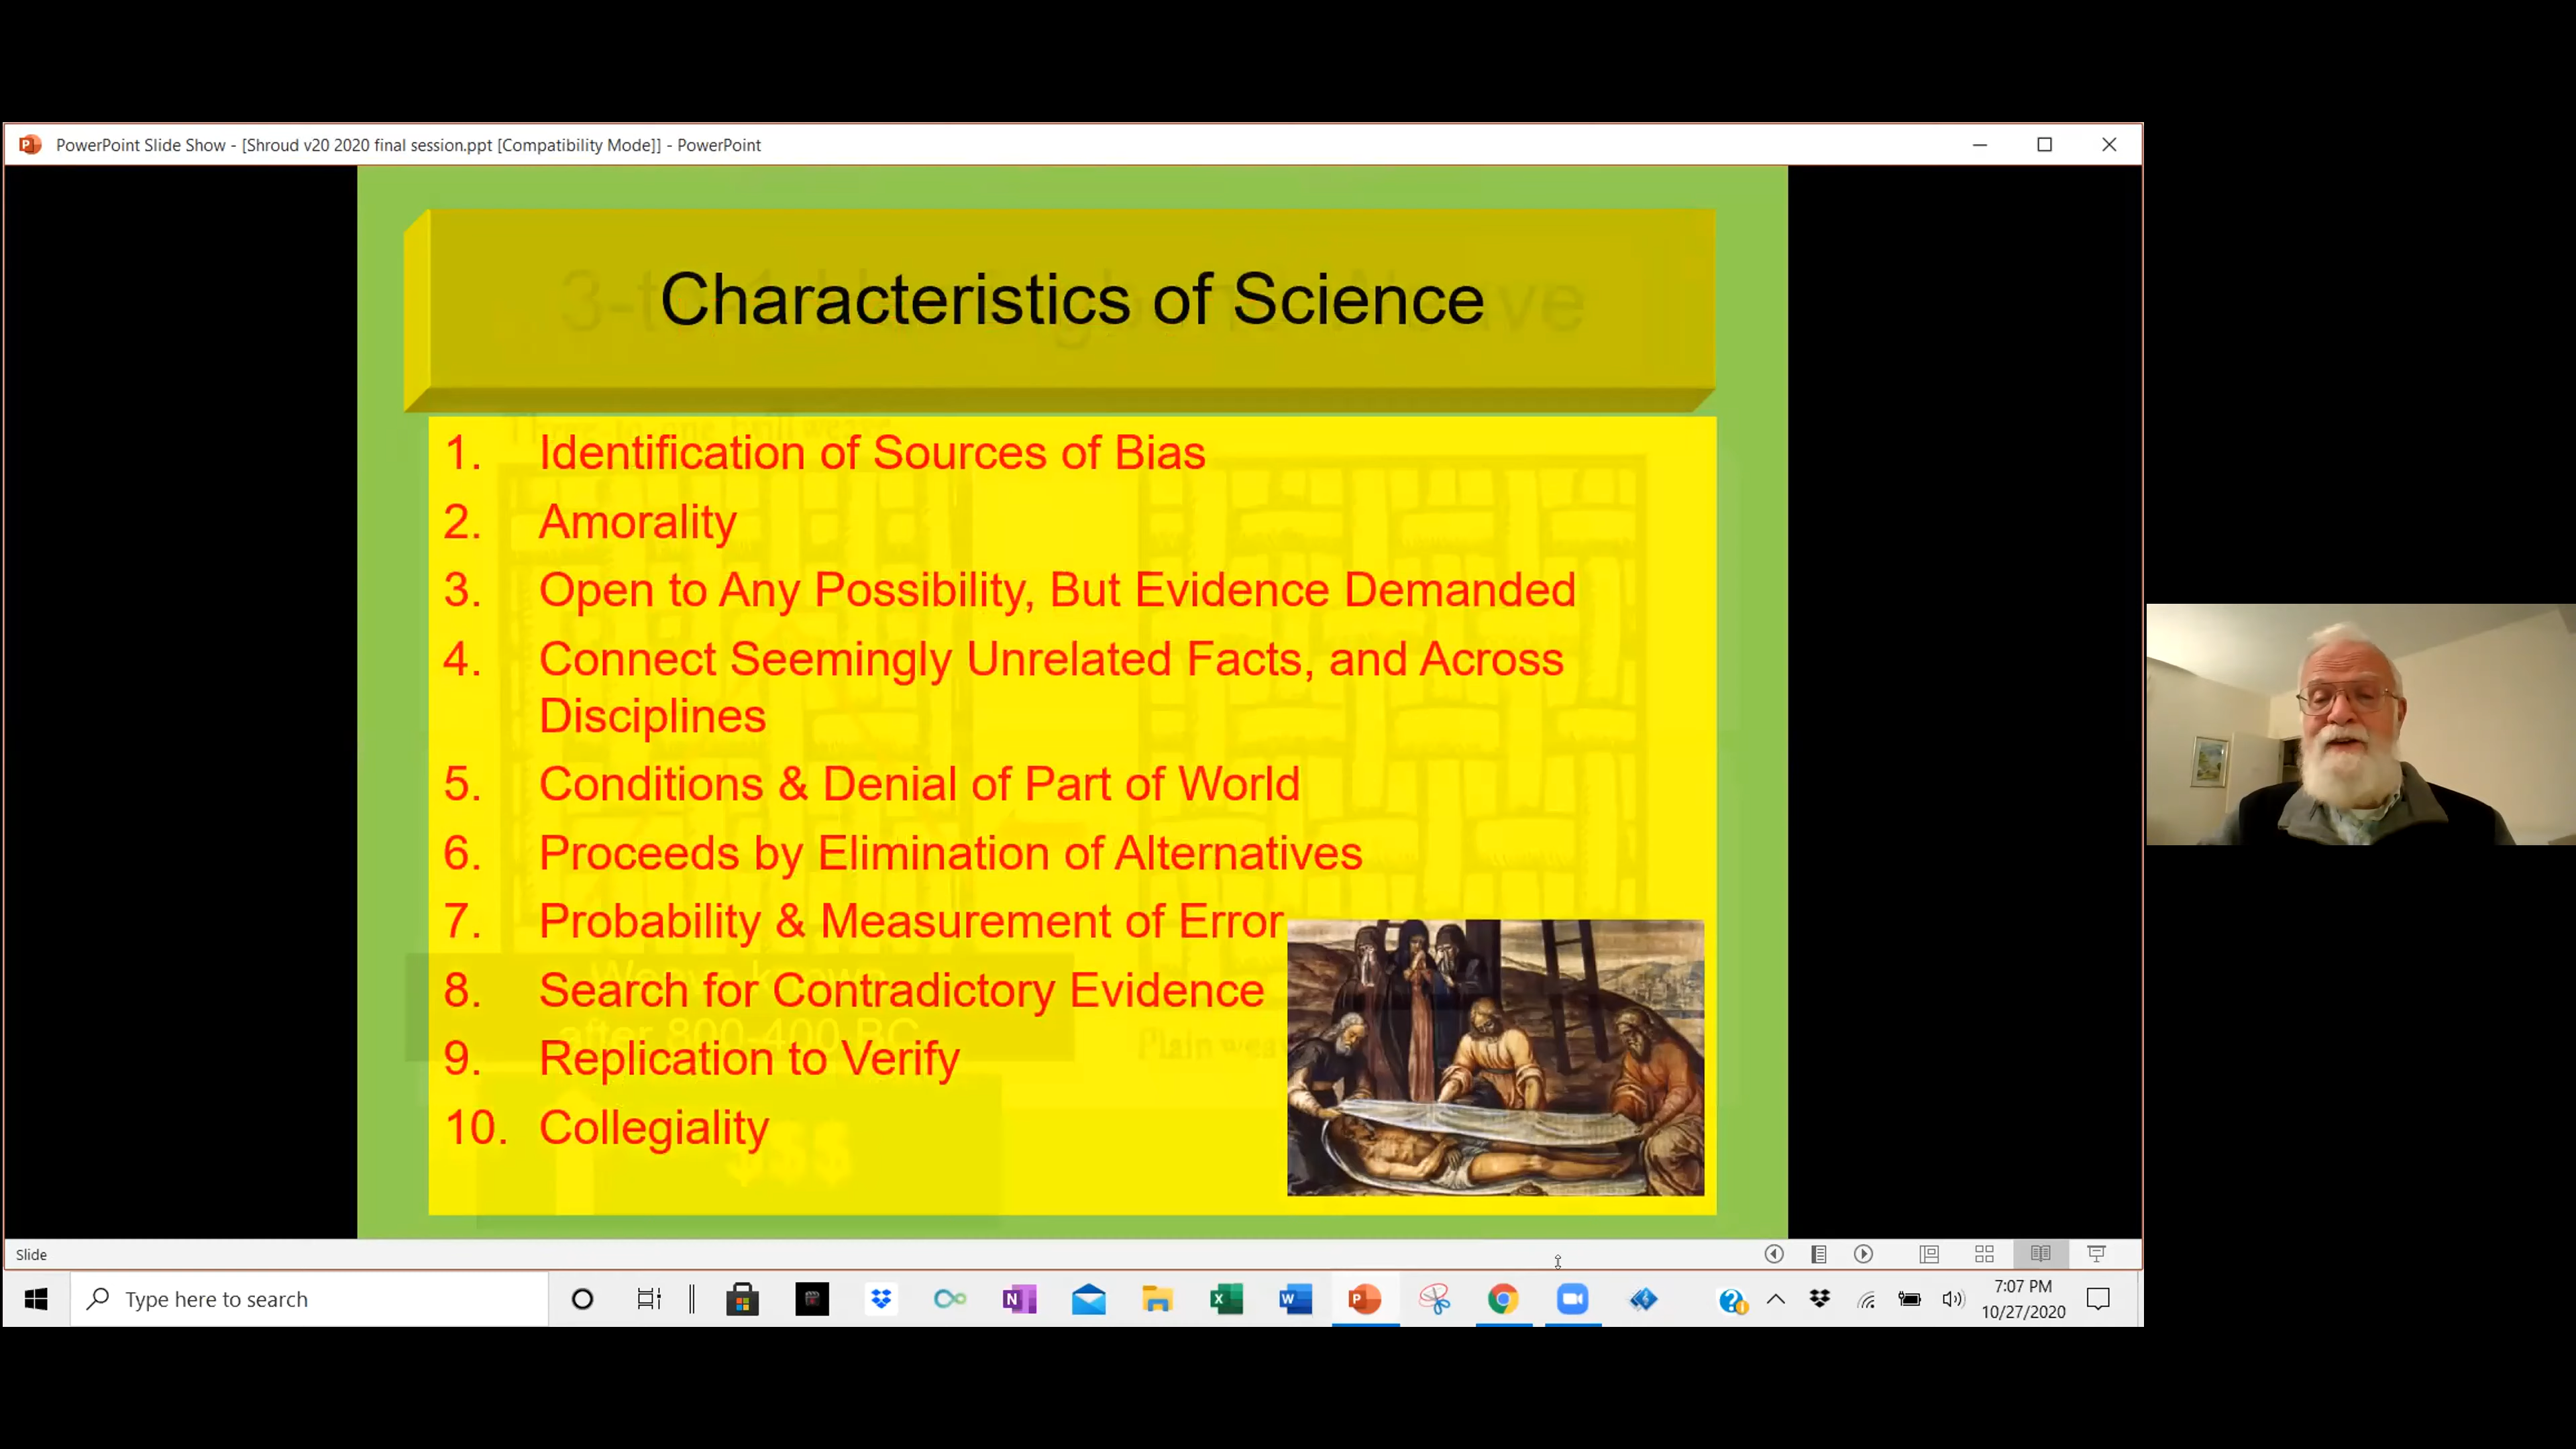 PowerPoint Slide Show - [Shroud v20 2020 final session.ppt [Compatibility Mode]] - PowerPoint
Characteristics of Science
1. Identification of Sources of Bias
2. Amorality
3. Open to Any Possibility, But Evidence Demanded
4. Connect Seemingly Unrelated Facts, and Across
Disciplines
5. Conditions & Denial of Part of World
6. Proceeds by Elimination of Alternatives
7. Probability & Measurement of Error
8. Search for Contradictory Evidence
after 800-400 BC
9. Replication to Verify
10. Collegiality
$$$
Slide
Type here to search
7:07 PM
10/27/2020